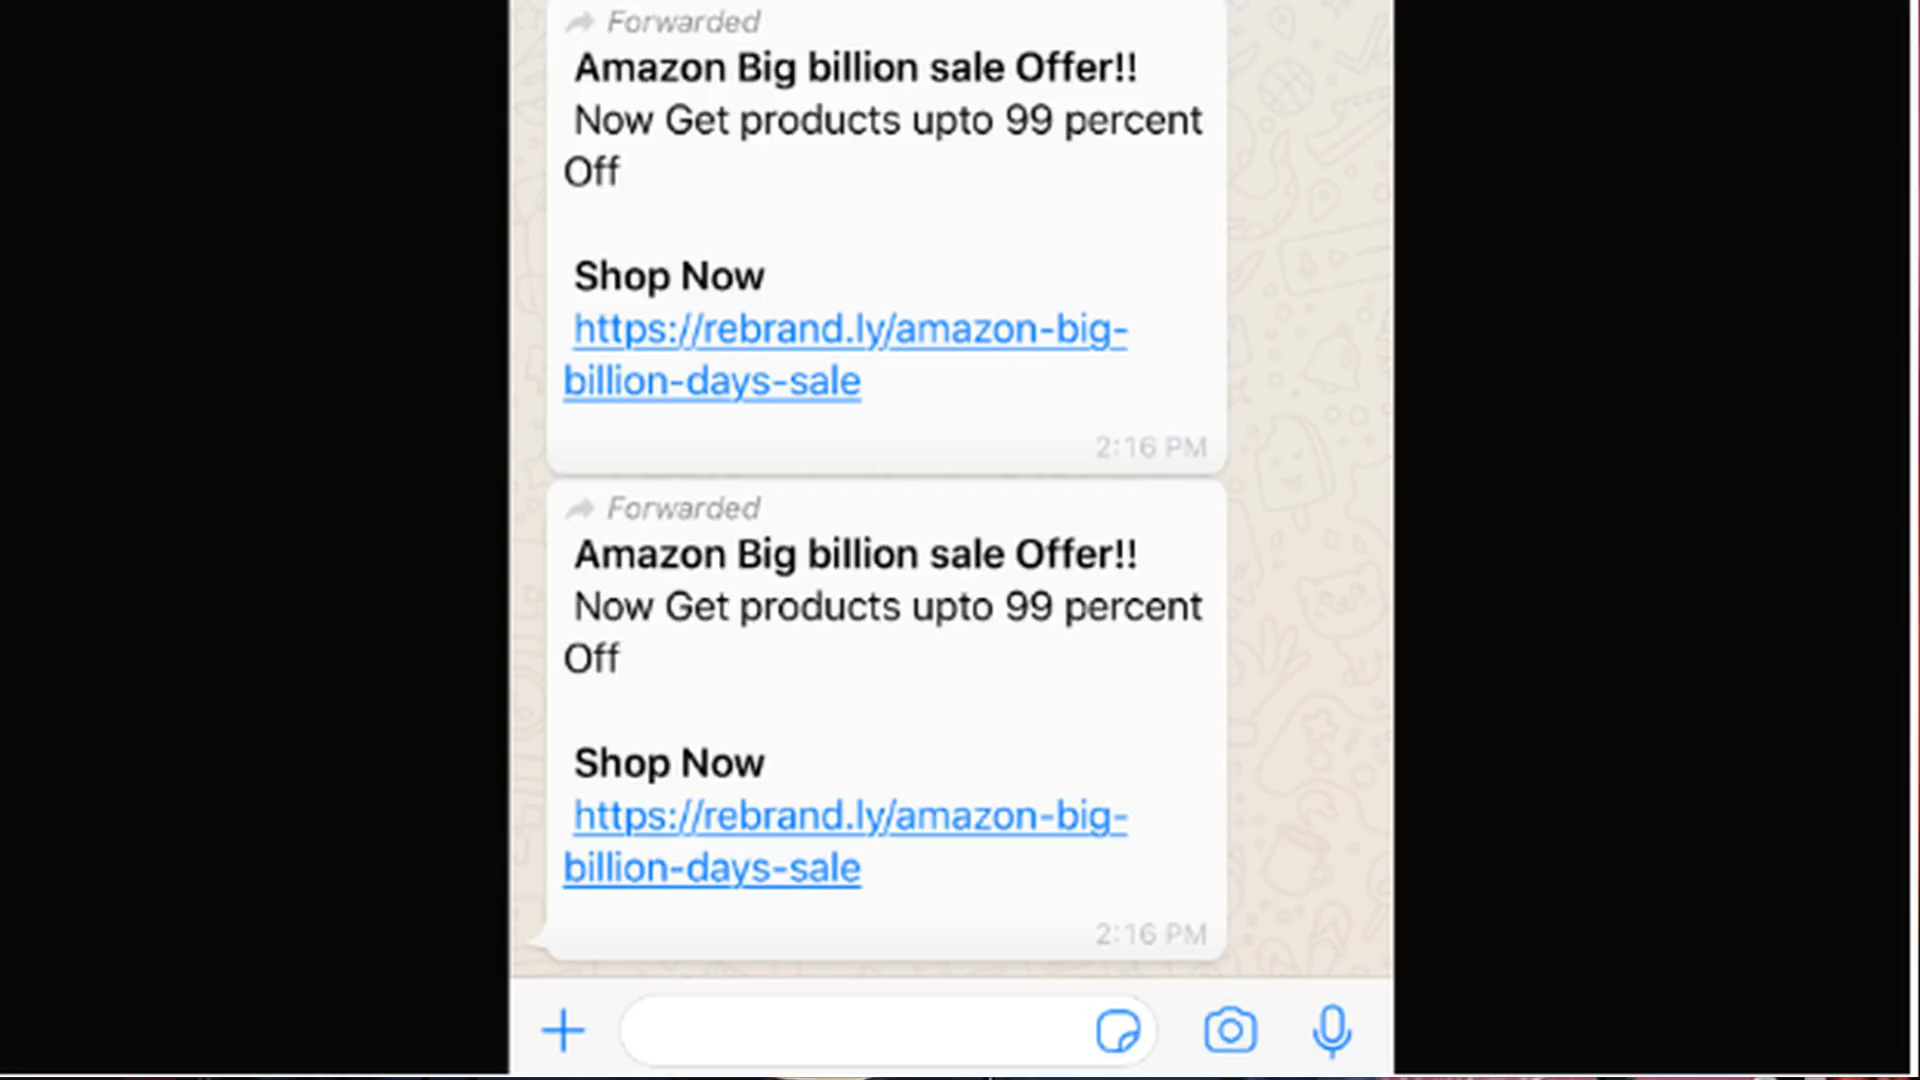 Forwarded
Amazon Big billion sale Offer!!
Now Get products upto 99 percent
Off
Shop Now
https://rebrand.ly/amazon-big-
billion-days-sale
2:16 PM
Forwarded
Amazon Big billion sale Offer!!
Now Get products upto 99 percent
Off
Shop Now
https://rebrand.ly/amazon-big-
billion-days-sale
2:16 PM